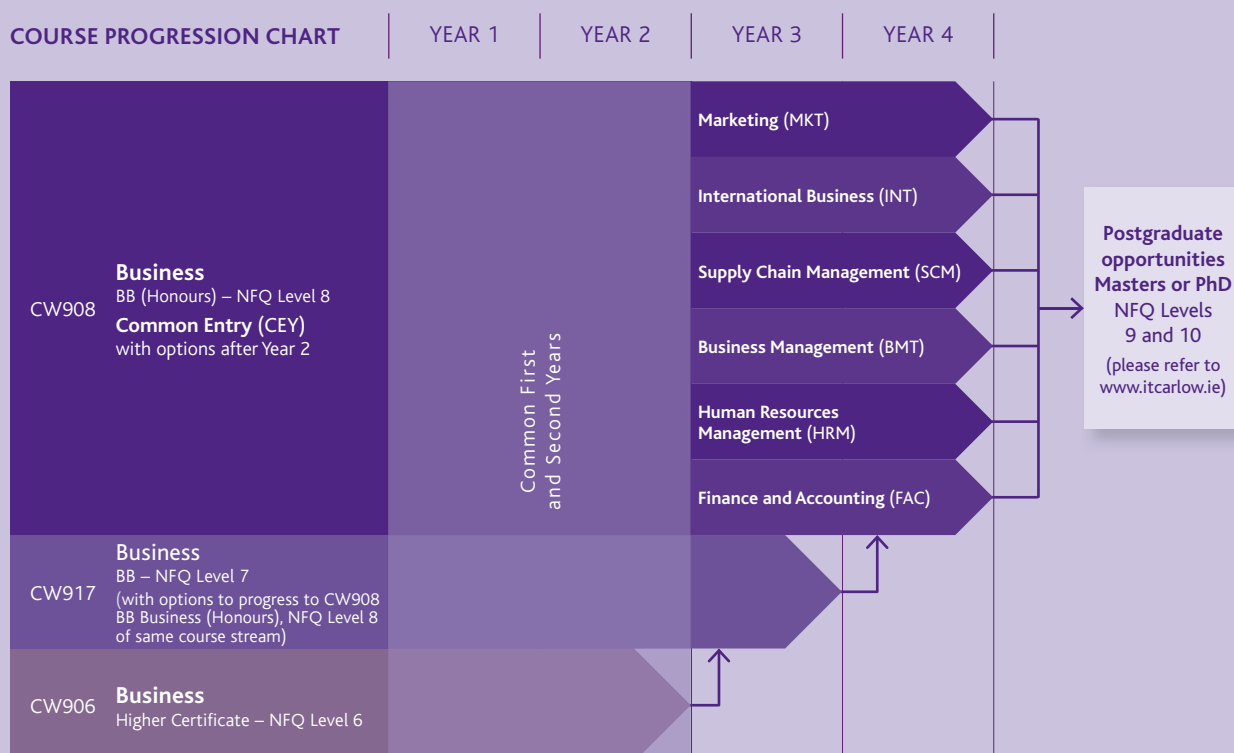 COURSE PROGRESSION CHART
YEAR 1
YEAR 2
YEAR 3
YEAR 4
CW908
Business
BB (Honours) – NFQ Level 8
Common Entry (CEY)
with options after Year 2
Common First
and Second Years
Marketing (MKT)
International Business (INT)
Supply Chain Management (SCM)
Business Management (BMT)
Human Resources
Management (HRM)
Finance and Accounting (FAC)
Postgraduate
opportunities
Masters or PhD
NFQ Levels
9 and 10
(please refer to
www.itcarlow.ie)
CW917
Business
BB – NFQ Level 7
(with options to progress to CW908
BB Business (Honours), NFQ Level 8
of same course stream)
CW906
Business
Higher Certificate – NFQ Level 6